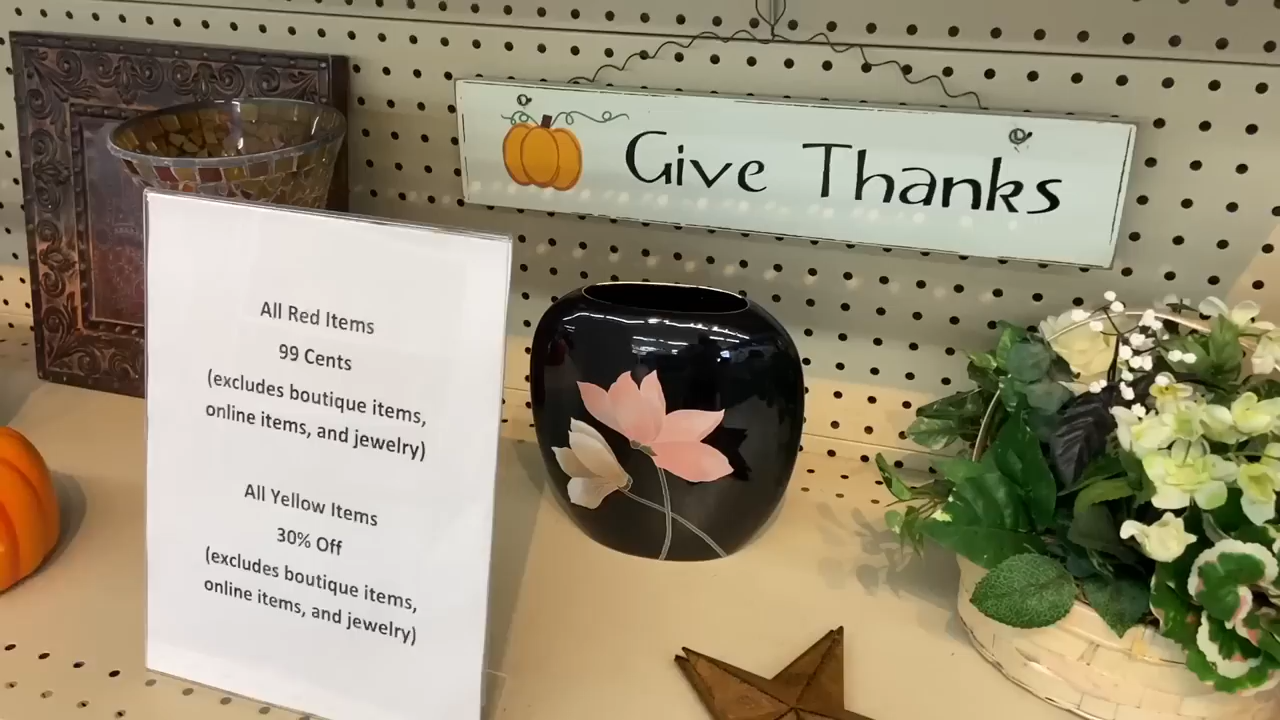 Give Thanks
All Red Items
99 Cents
(excludes boutique items,
online items, and jewelry)
All Yellow Items
30% Off
(excludes boutique items,
online items, and jewelry)